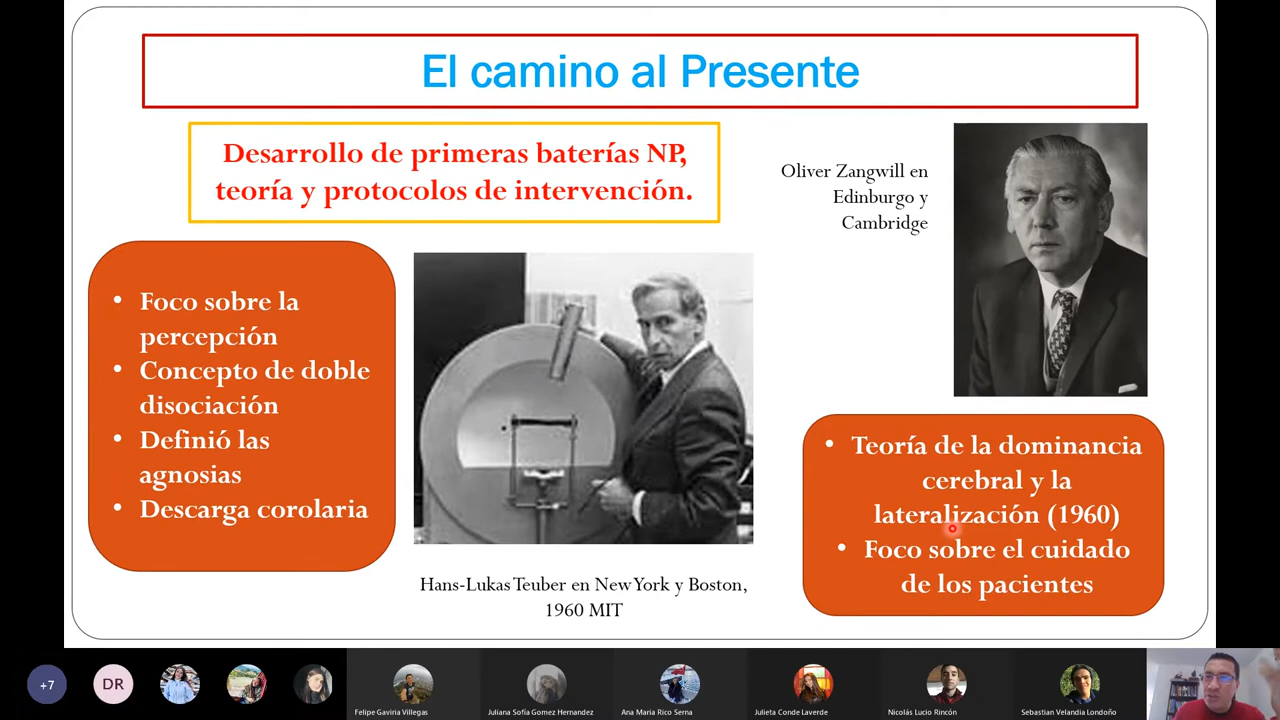 El camino al Presente
Desarrollo de primeras baterías NP,
teoría y protocolos de intervención.
Oliver Zangwill en
Edinburgo y
Cambridge
• Foco sobre la
percepción
• Concepto de doble
disociación
• Definió las
agnosias
• Descarga corolaria
Hans-Lukas Teuber en New York y Boston,
1960 MIT
• Teoría de la dominancia
cerebral y la
lateralización (1960)
• Foco sobre el cuidado
de los pacientes
+7
DR
Felipe Gaviria Villegas
Juliana Sofía Gomez Hernandez
Ana Maria Rico Serna
Julieta Conde Laverde
Nicolás Lucio Rincón
Sebastian Velandia Londoño